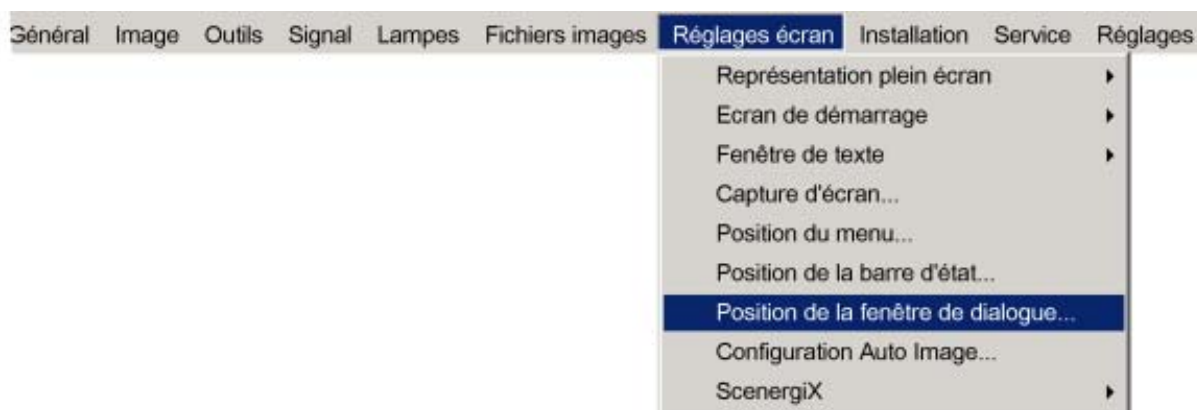 Général Image Outils Signal Lampes Fichiers images Réglages écran Installation Service Réglages
Représentation plein écran
Ecran de démarrage
Fenêtre de texte
Capture d'écran...
Position du menu...
Position de la barre d'état...
Position de la fenêtre de dialogue...
Configuration Auto Image...
ScenergiX